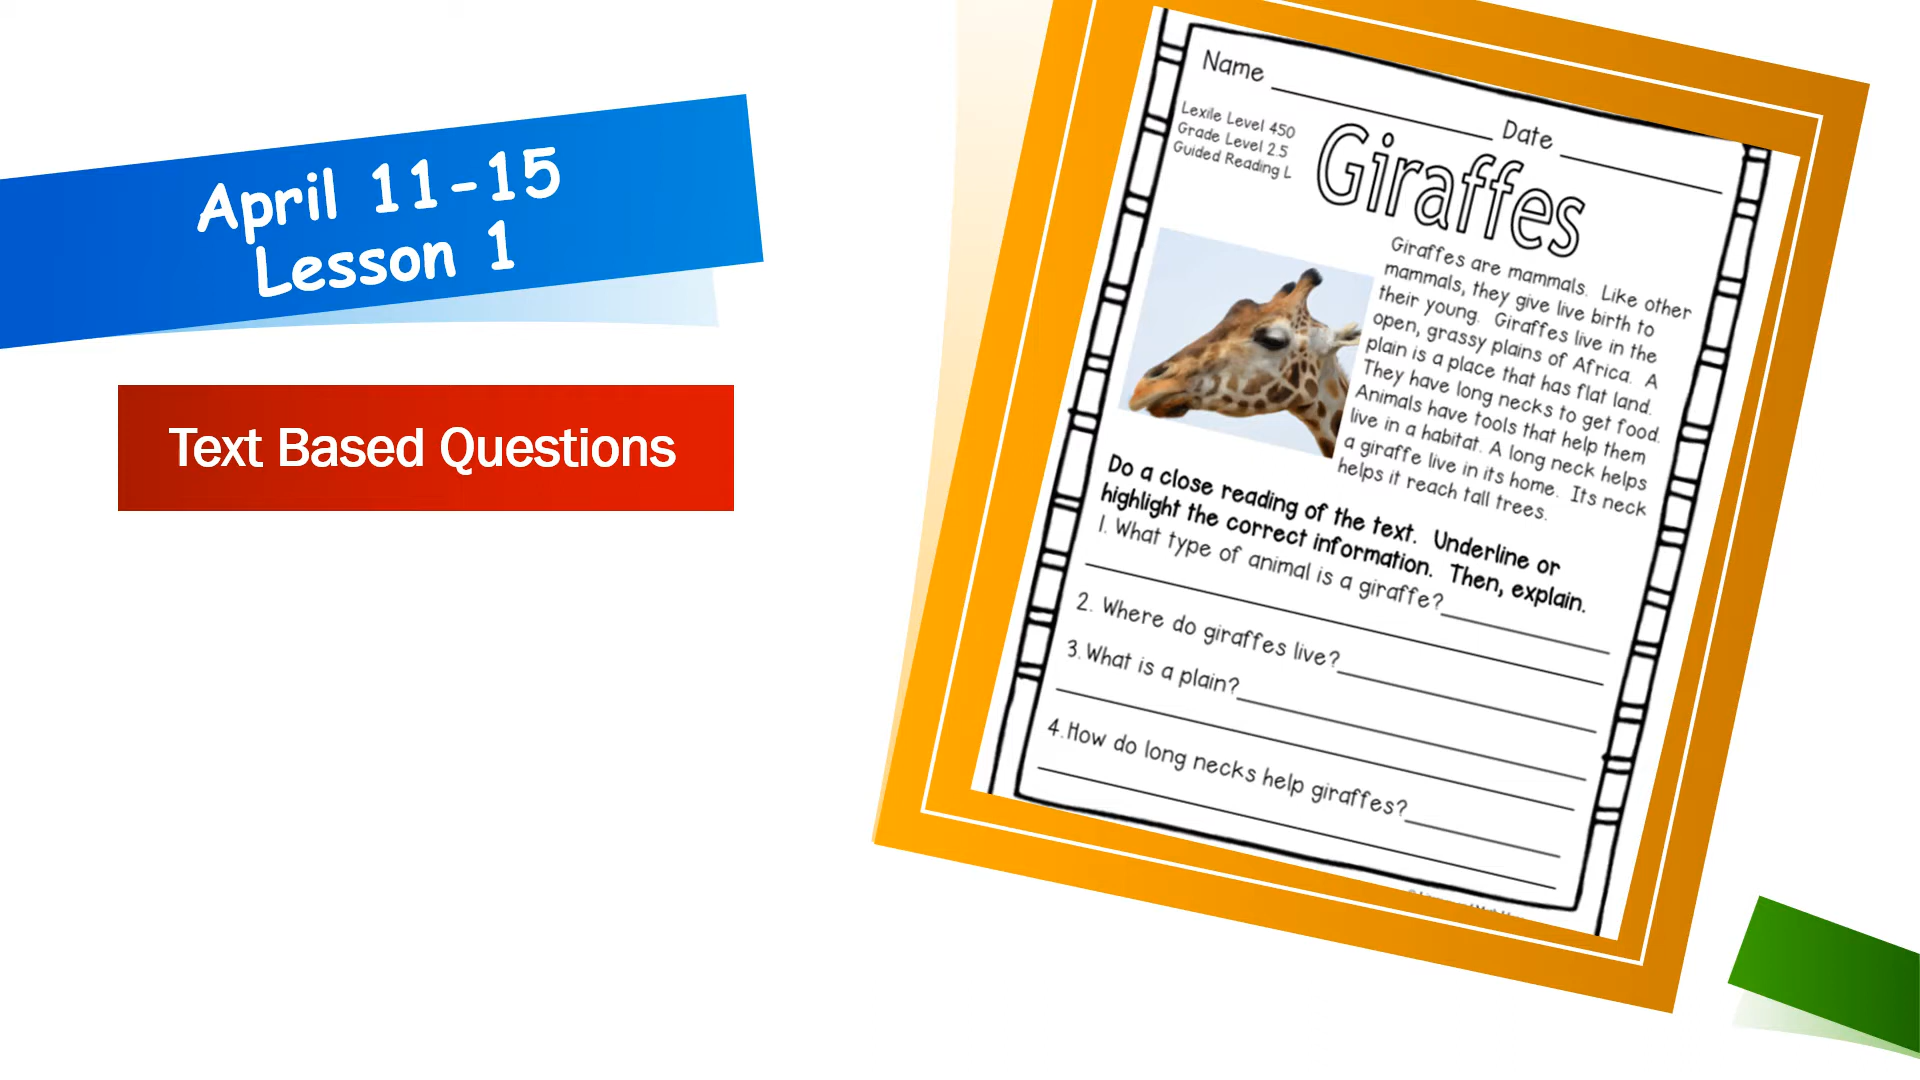 April 11-15
Lesson 1
Text Based Questions
Name
Date
Lexile Level 450
Grade Level 2.5
Guided Reading L
Giraffes
Giraffes are mammals. Like other
mammals, they give live birth to
their young. Giraffes live in the
open, grassy plains of Africa. A
plain is a place that has flat land.
They have long necks to get food.
Animals have tools that help them
live in a habitat. A long neck helps
a giraffe live in its home. Its neck
helps it reach tall trees.
Do a close reading of the text. Underline or
highlight the correct information. Then, explain.
1. What type of animal is a giraffe?
2. Where do giraffes live?
3. What is a plain?
4. How do long necks help giraffes?